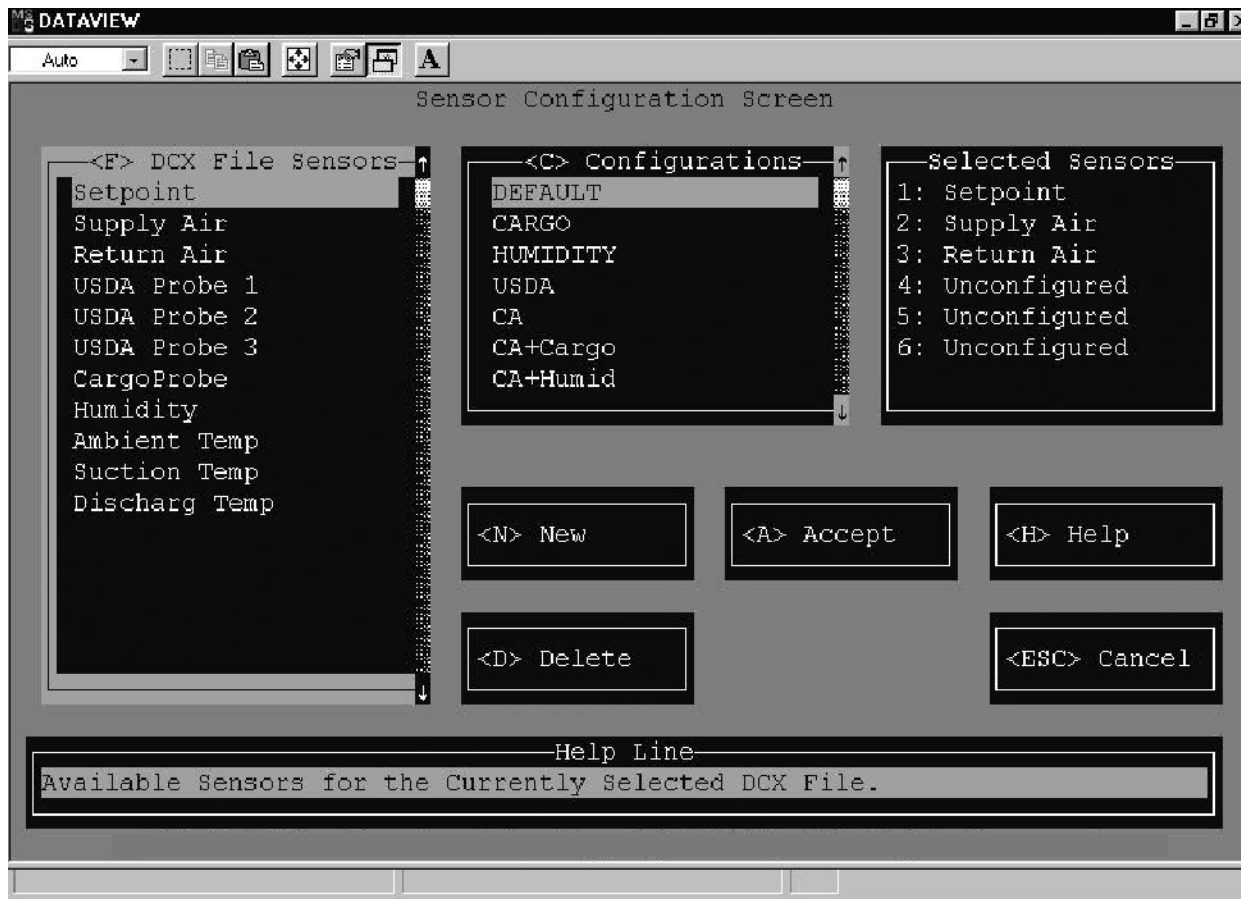 MS DATAVIEW
Auto
A
Sensor Configuration Screen
<F> DCX File Sensors
Setpoint
Supply Air
Return Air
USDA Probe 1
USDA Probe 2
USDA Probe 3
CargoProbe
Humidity
Ambient Temp
Suction Temp
Discharg Temp
<C> Configurations
DEFAULT
CARGO
HUMIDITY
USDA
CA
CA+Cargo
CA+Humid
Selected Sensors
1: Setpoint
2: Supply Air
3: Return Air
4: Unconfigured
5: Unconfigured
6: Unconfigured
<N> New
<A> Accept
<H> Help
<D> Delete
<ESC> Cancel
Help Line
Available Sensors for the Currently Selected DCX File.